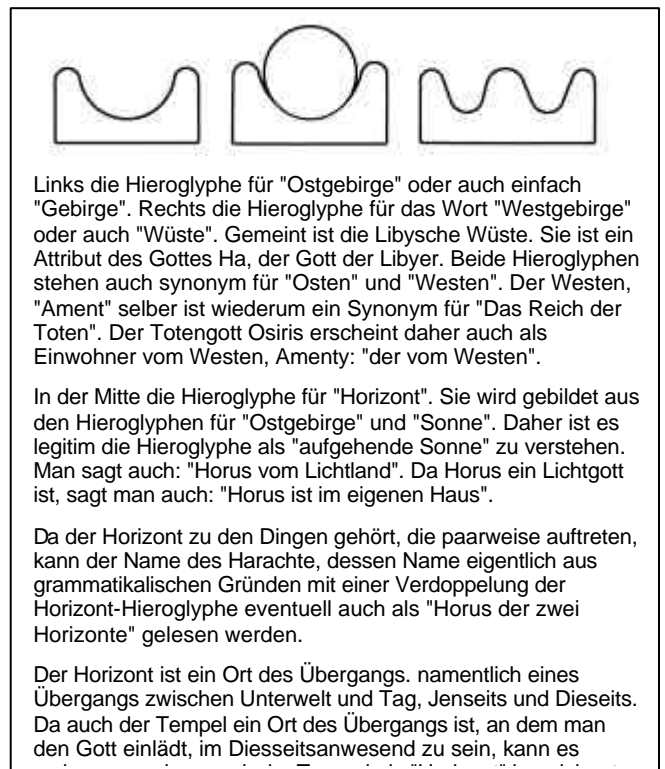 Links die Hieroglyphe für "Ostgebirge" oder auch einfach
"Gebirge". Rechts die Hieroglyphe für das Wort "Westgebirge"
oder auch "Wüste". Gemeint ist die Libysche Wüste. Sie ist ein
Attribut des Gottes Ha, der Gott der Libyer. Beide Hieroglyphen
stehen auch synonym für "Osten" und "Westen". Der Westen,
"Ament" selber ist wiederum ein Synonym für "Das Reich der
Toten". Der Totengott Osiris erscheint daher auch als
Einwohner vom Westen, Amenty: "der vom Westen".
In der Mitte die Hieroglyphe für "Horizont". Sie wird gebildet aus
den Hieroglyphen für "Ostgebirge" und "Sonne". Daher ist es
legitim die Hieroglyphe als "aufgehende Sonne" zu verstehen.
Man sagt auch: "Horus vom Lichtland". Da Horus ein Lichtgott
ist, sagt man auch: "Horus ist im eigenen Haus".
Da der Horizont zu den Dingen gehört, die paarweise auftreten,
kann der Name des Harachte, dessen Name eigentlich aus
grammatikalischen Gründen mit einer Verdoppelung der
Horizont-Hieroglyphe eventuell auch als "Horus der zwei
Horizonte" gelesen werden.
Der Horizont ist ein Ort des Übergangs. namentlich eines
Übergangs zwischen Unterwelt und Tag, Jenseits und Dieseits.
Da auch der Tempel ein Ort des Übergangs ist, an dem man
den Gott einlädt, im Diesseitsanwesend zu sein, kann es